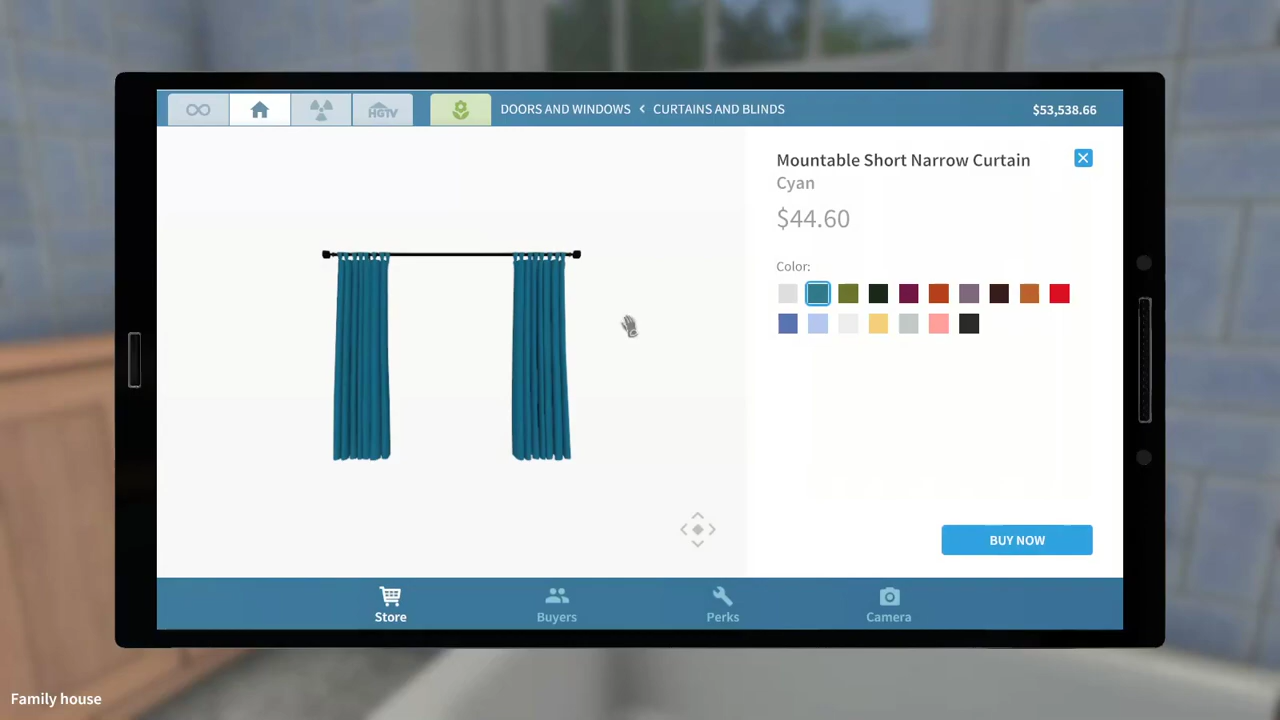 HGTV
DOORS AND WINDOWS < CURTAINS AND BLINDS
$53,538.66
Mountable Short Narrow Curtain
Cyan
$44.60
Color:
BUY NOW
Store
Buyers
Perks
Camera
Family house